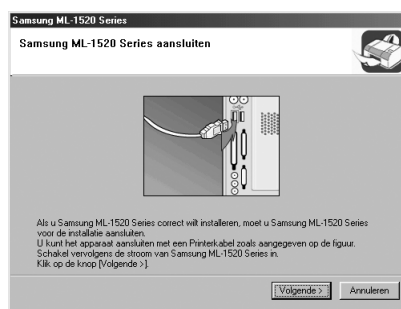 Samsung ML-1520 Series
Samsung ML-1520 Series aansluiten
Als u Samsung ML-1520 Series correct wilt installeren, moet u Samsung ML-1520 Series
voor de installatie aansluiten.
U kunt het apparaat aansluiten met een Printerkabel zoals aangegeven op de figuur.
Schakel vervolgens de stroom van Samsung ML-1520 Series in.
Klik op de knop [Volgende >].
Volgende >
Annuleren